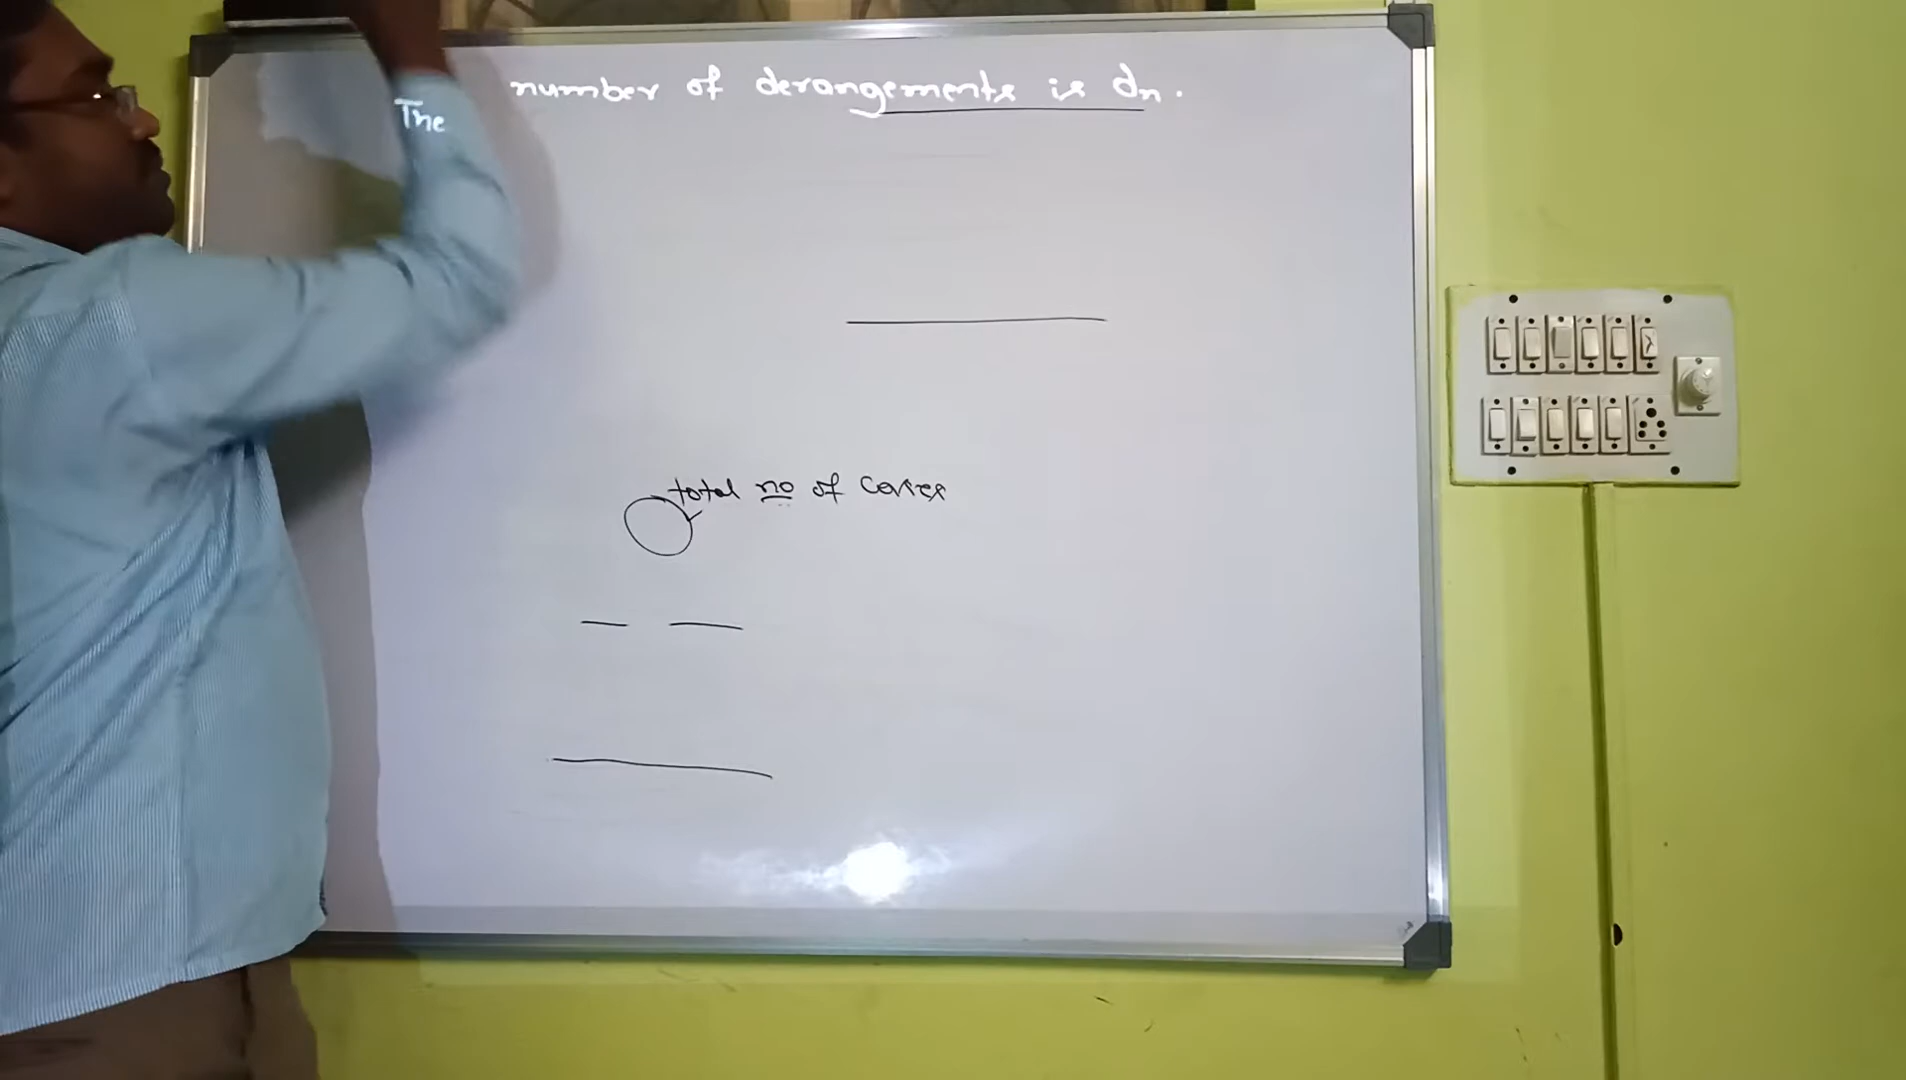 The number of derangements is dn.
total no of cases